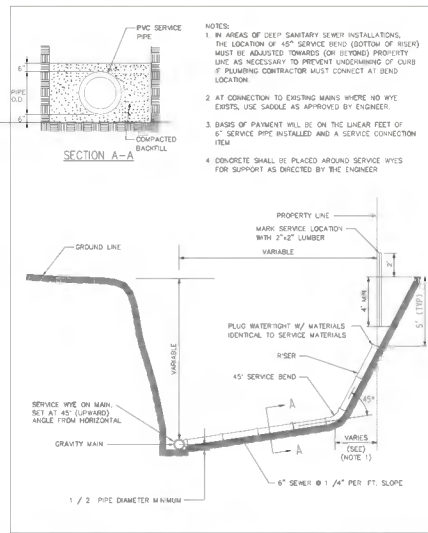 PVC SERVICE
PIPE
6"
PIPE
O.D
6"
COMPACTED
BACKFILL
SECTION A-A
NOTES:
1. IN AREAS OF DEEP SANITARY SEWER INSTALLATIONS,
THE LOCATION OF 45° SERVICE BEND (BOTTOM OF RISER)
MUST BE ADJUSTED TOWARDS (OR BEYOND) PROPERTY
LINE AS NECESSARY TO PREVENT UNDERMINING OF CURB
IF PLUMBING CONTRACTOR MUST CONNECT AT BEND
LOCATION.
2 AT CONNECTION TO EXISTING MAINS WHERE NO WYE
EXISTS, USE SADDLE AS APPROVED BY ENGINEER.
3. BASIS OF PAYMENT WILL BE ON THE LINEAR FEET OF
6" SERVICE PIPE INSTALLED AND A SERVICE CONNECTION
ITEM
4 CONCRETE SHALL BE PLACED AROUND SERVICE WYES
FOR SUPPORT AS DIRECTED BY THE ENGINEER
PROPERTY LINE
MARK SERVICE LOCATION
WITH 2"×2" LUMBER
VARIABLE
GROUND LINE
2'
4' MIN
5' (TYP)
PLUG WATERTIGHT W/ MATERIALS
IDENTICAL TO SERVICE MATERIALS
RISER
VARIABLE
45° SERVICE BEND
45°
SERVICE WYE ON MAIN,
SET AT 45° (UPWARD)
ANGLE FROM HORIZONTAL
A
GRAVITY MAIN
A
VARIES
(SEE)
(NOTE 1)
6" SEWER @ 1 /4" PER FT. SLOPE
1 / 2 PIPE DIAMETER MINIMUM